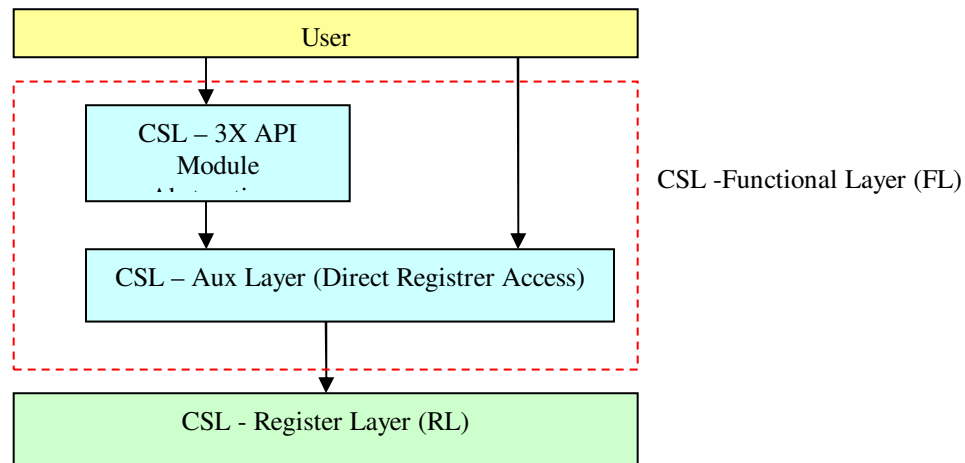 User
CSL – 3X API
Module
CSL -Functional Layer (FL)
CSL – Aux Layer (Direct Registrer Access)
CSL - Register Layer (RL)